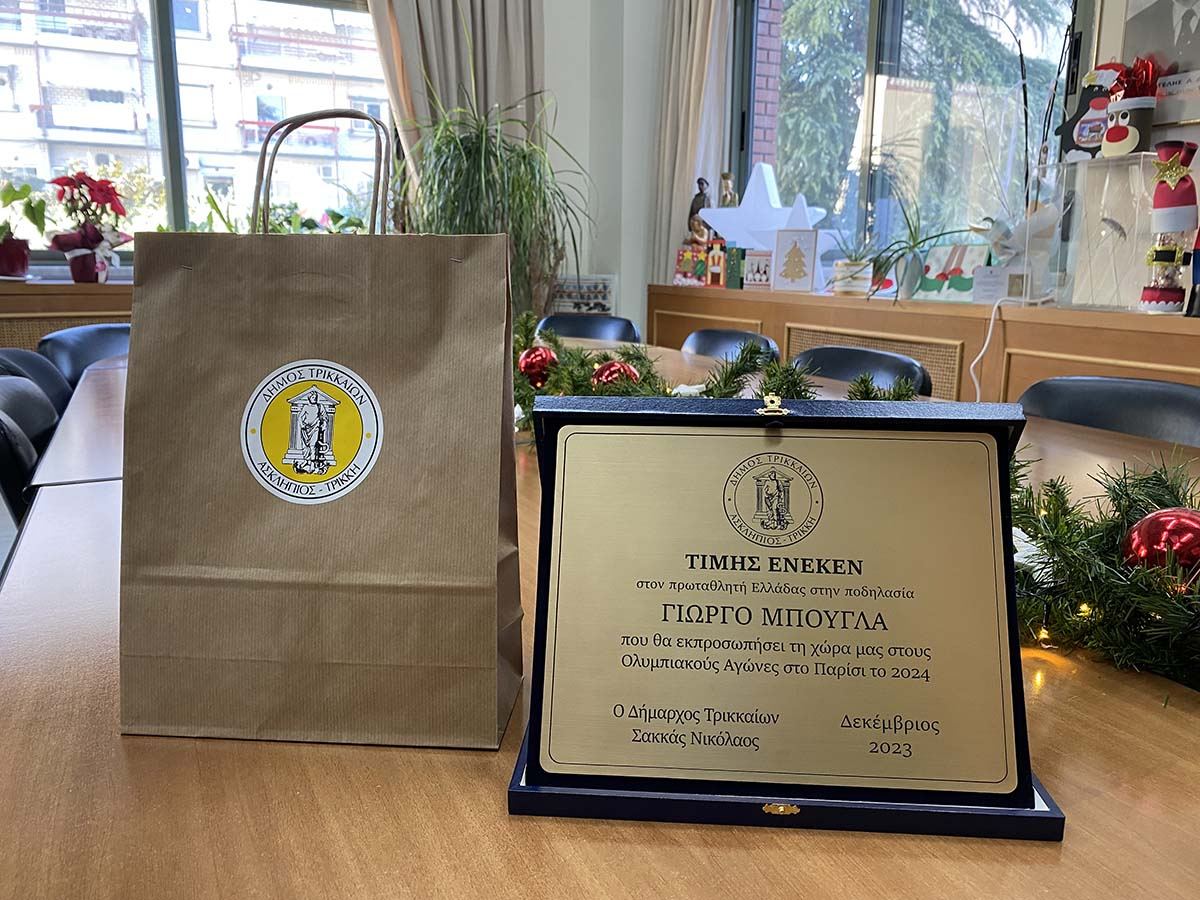 ΔΗΜΟΣ ΤΡΙΚΚΑΙΩΝ
ΑΣΚΛΗΠΙΟΣ - ΤΡΙΚΚΗ
ΔΗΜΟΣ ΤΡΙΚΚΑΙΩΝ
ΑΣΚΛΗΠΙΟΣ - ΤΡΙΚΚΗ
ΤΙΜΗΣ ΕΝΕΚΕΝ
στον πρωταθλητή Ελλάδας στην ποδηλασία
ΓΙΩΡΓΟ ΜΠΟΥΓΛΑ
που θα εκπροσωπήσει τη χώρα μας στους
Ολυμπιακούς Αγώνες στο Παρίσι το 2024
Ο Δήμαρχος Τρικκαίων
Σακκάς Νικόλαος
Δεκέμβριος
2023